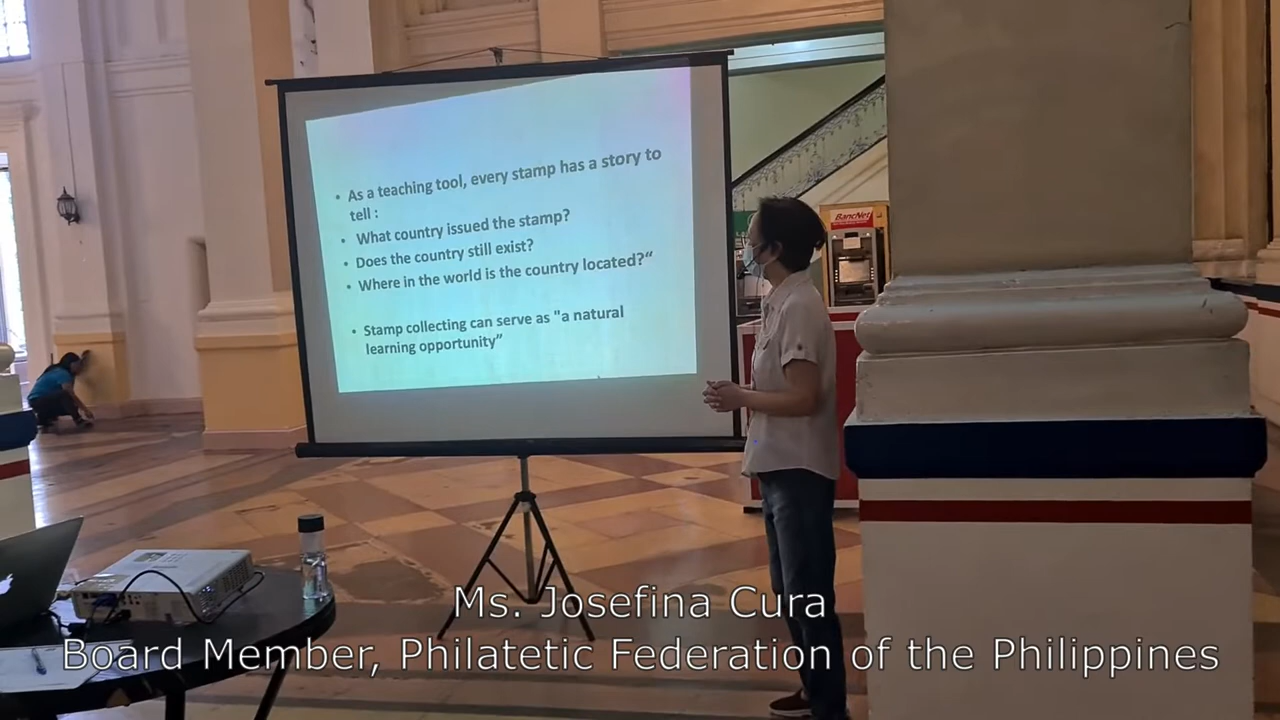 • As a teaching tool, every stamp has a story to
tell :
• What country issued the stamp?
• Does the country still exist?
• Where in the world is the country located?“
• Stamp collecting can serve as "a natural
learning opportunity”
BancNet
Ms. Josefina Cura
Board Member, Philatetic Federation of the Philippines